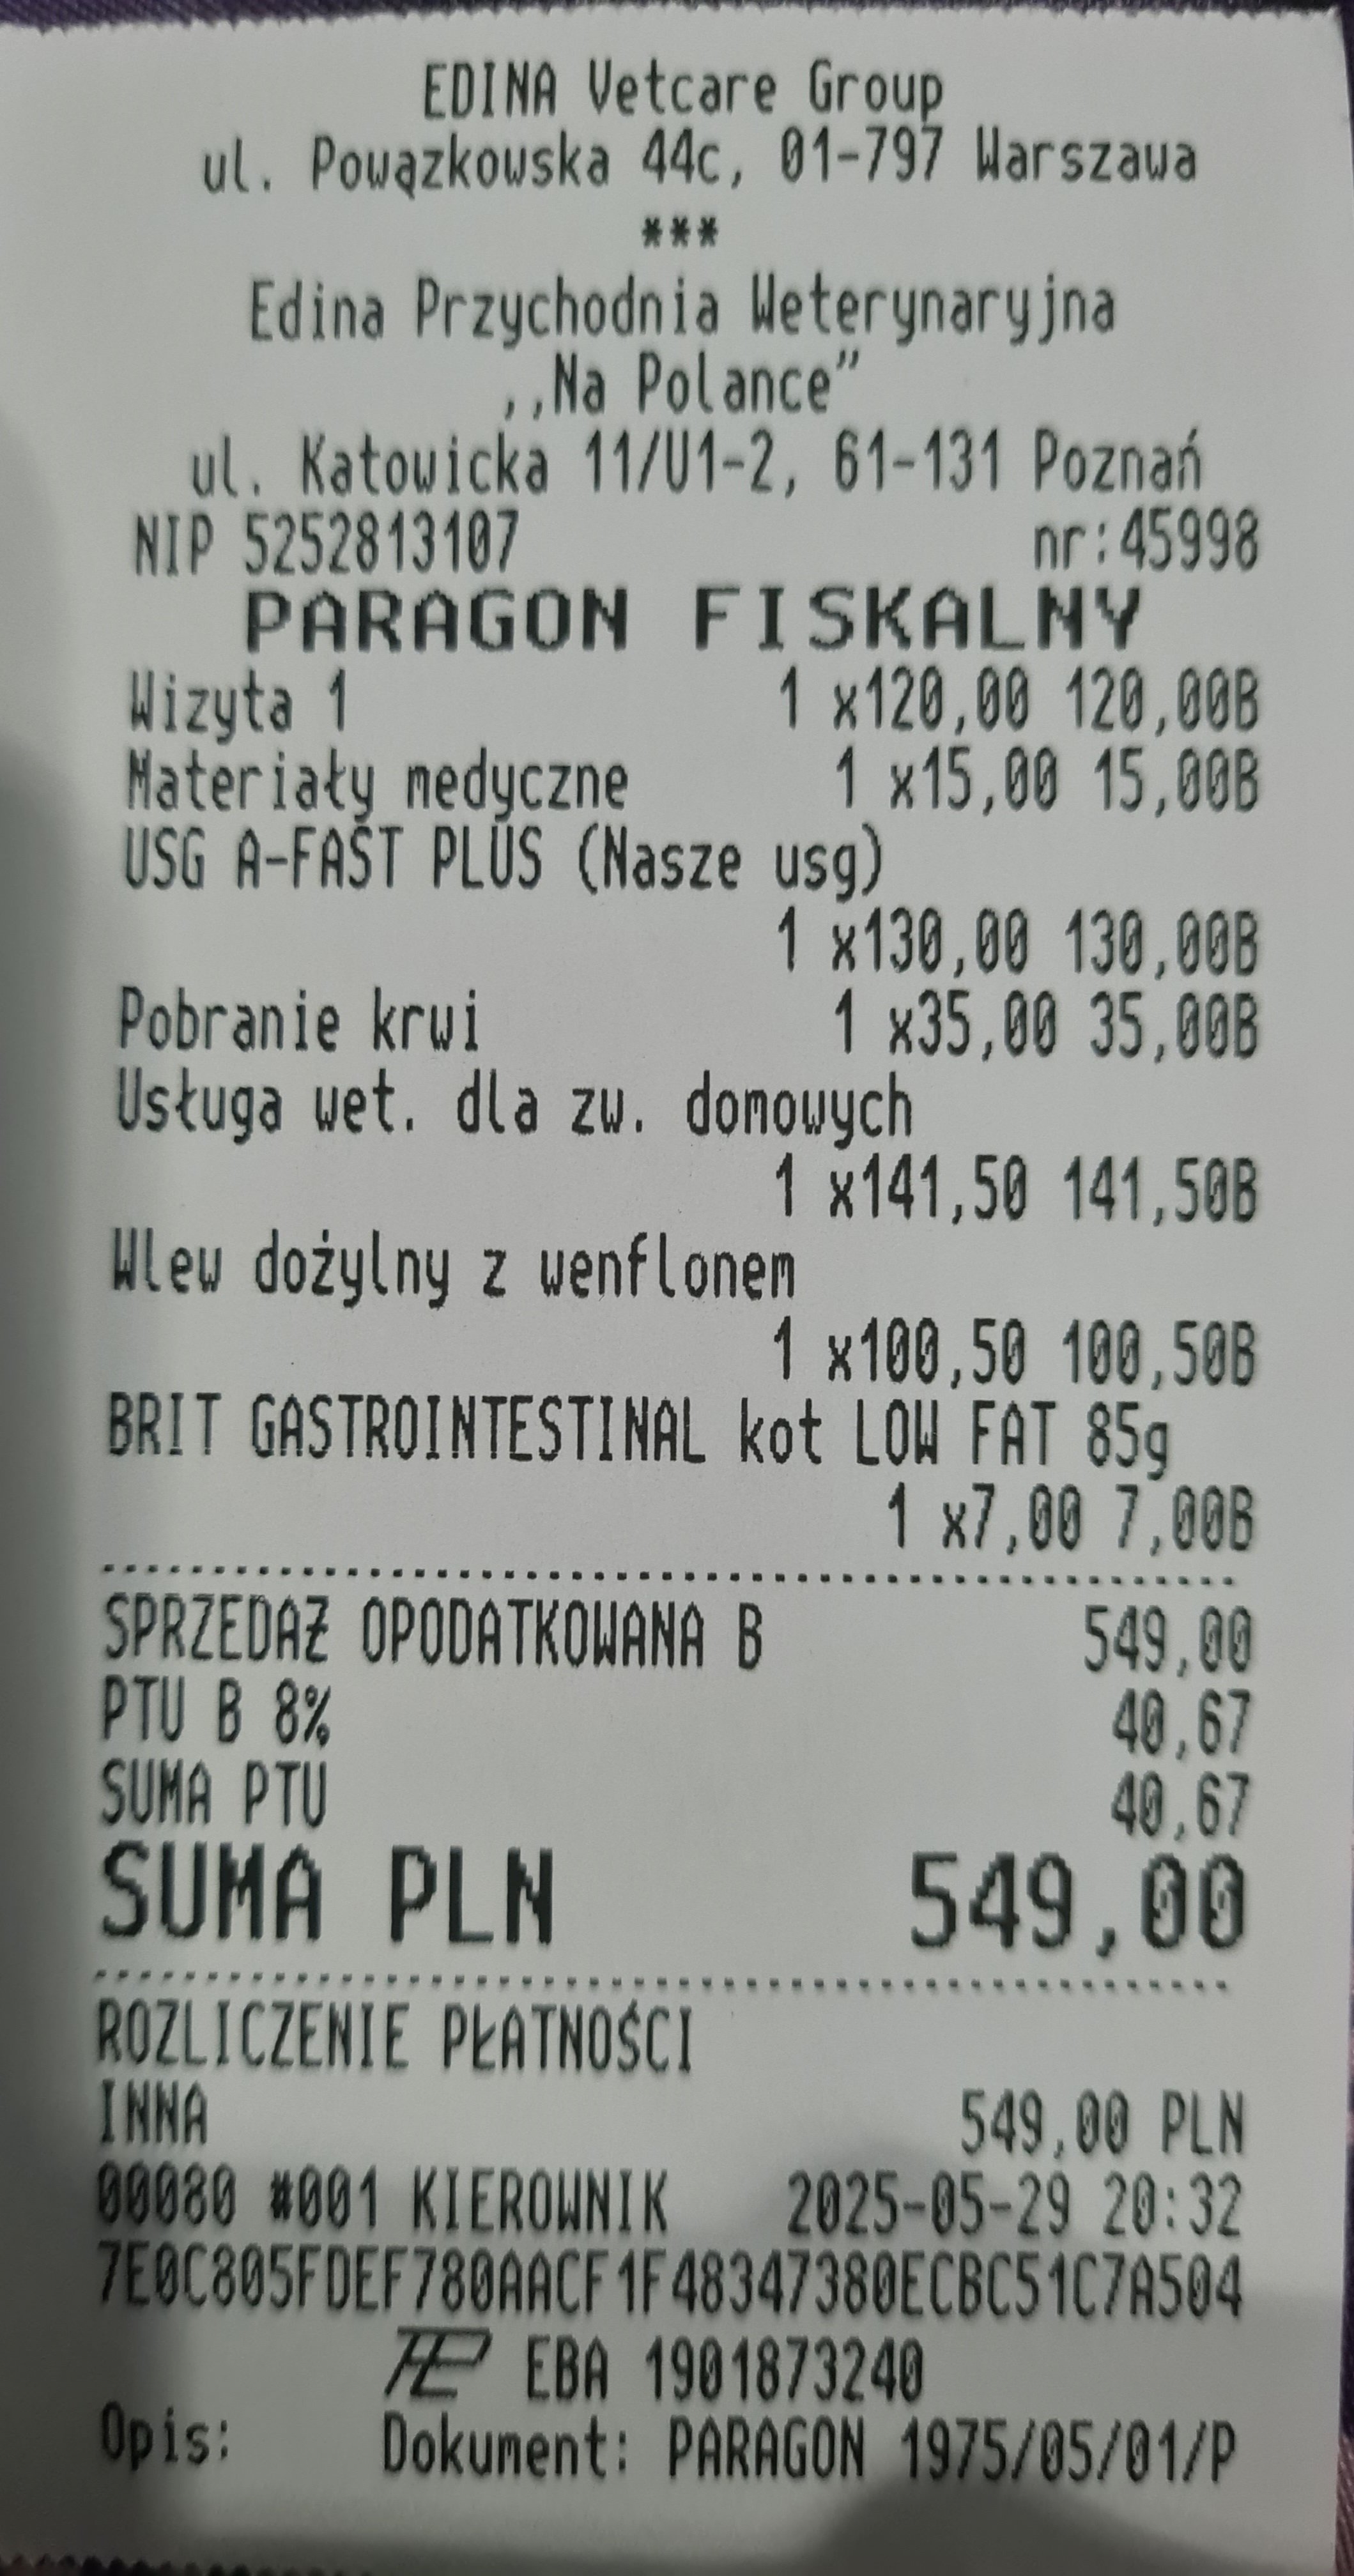 EDINA Vetcare Group
ul. Powązkowska 44c, 01-797 Warszawa
***
Edina Przychodnia Weterynaryjna
,,Na Polance”
ul. Katowicka 11/U1-2, 61-131 Poznań
NIP 5252813107 nr:45998
PARAGON FISKALNY
Wizyta 1 1 x120,00 120,00B
Materiały medyczne 1 x15,00 15,00B
USG A-FAST PLUS (Nasze usg)
1 x130,00 130,00B
Pobranie krwi 1 x35,00 35,00B
Usługa wet. dla zw. domowych
1 x141,50 141,50B
Wlew dożylny z wenflonem
1 x100,50 100,50B
BRIT GASTROINTESTINAL kot LOW FAT 85g
1 x7,00 7,00B
SPRZEDAŻ OPODATKOWANA B 549,00
PTU B 8% 40,67
SUMA PTU 40,67
SUMA PLN 549,00
ROZLICZENIE PŁATNOŚCI
INNA 549,00 PLN
00080 #001 KIEROWNIK 2025-05-29 20:32
7E0C805FDEF780AACF1F48347380ECBC51C7A504
EBA 1901873240
Opis: Dokument: PARAGON 1975/05/01/P